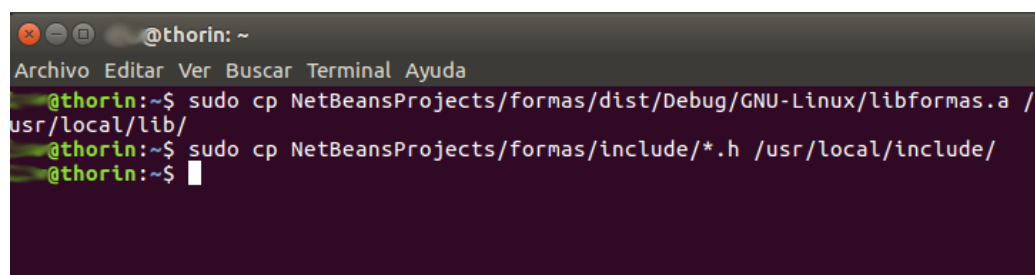 @thorin: ~
Archivo Editar Ver Buscar Terminal Ayuda
@thorin:~$ sudo cp NetBeansProjects/formas/dist/Debug/GNU-Linux/libformas.a /
usr/local/lib/
@thorin:~$ sudo cp NetBeansProjects/formas/include/*.h /usr/local/include/
@thorin:~$